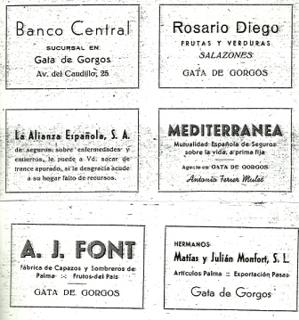 Banco Central
SUCURSAL EN:
Gata de Gorgos
Av. del Caudillo, 25
Rosario Diego
FRUTAS Y VERDURAS
SALAZONES
GATA DE GORGOS
La Alianza Española, S. A.
de seguros sobre enfermedades y
entierros, le puede a Vd. sacar de
trance apurado, si la desgracia acude
a su hogar falto de recursos.
MEDITERRANEA
Mutualidad Española de Seguros
sobre la vida, a prima fija
Agente en GATA DE GORGOS
Antonio Ferrer Mulet
A. J. FONT
Fábrica de Capazos y Sombreros de
Palma -:- Frutos del País
GATA DE GORGOS
HERMANOS
Matías y Julián Monfort, S. L.
Artículos Palma :: Exportación Pasas
Gata de Gorgos